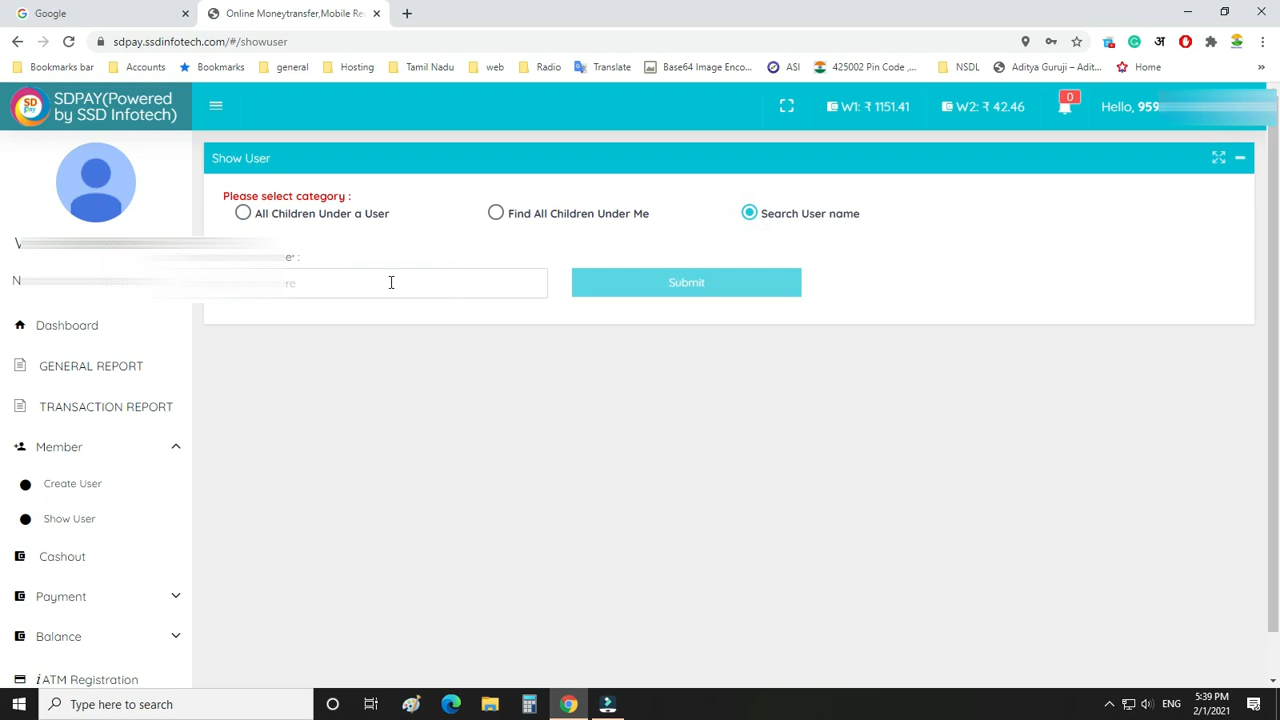 Google
Online Moneytransfer,Mobile Re
sdpay.ssdinfotech.com/#/showuser
Bookmarks bar
Accounts
Bookmarks
general
Hosting
Tamil Nadu
web
Radio
Translate
Base64 Image Enco...
ASI
425002 Pin Code ,...
NSDL
Aditya Guruji – Adit...
Home
»
SD
Pay
SDPAY(Powered
by SSD Infotech)
W1: ₹ 1151.41
W2: ₹ 42.46
0
Hello, 959
Show User
Please select category :
All Children Under a User
Find All Children Under Me
Search User name
Submit
Dashboard
GENERAL REPORT
TRANSACTION REPORT
Member
Create User
Show User
Cashout
Payment
Balance
ATM Registration
Type here to search
ENG
5:39 PM
2/1/2021